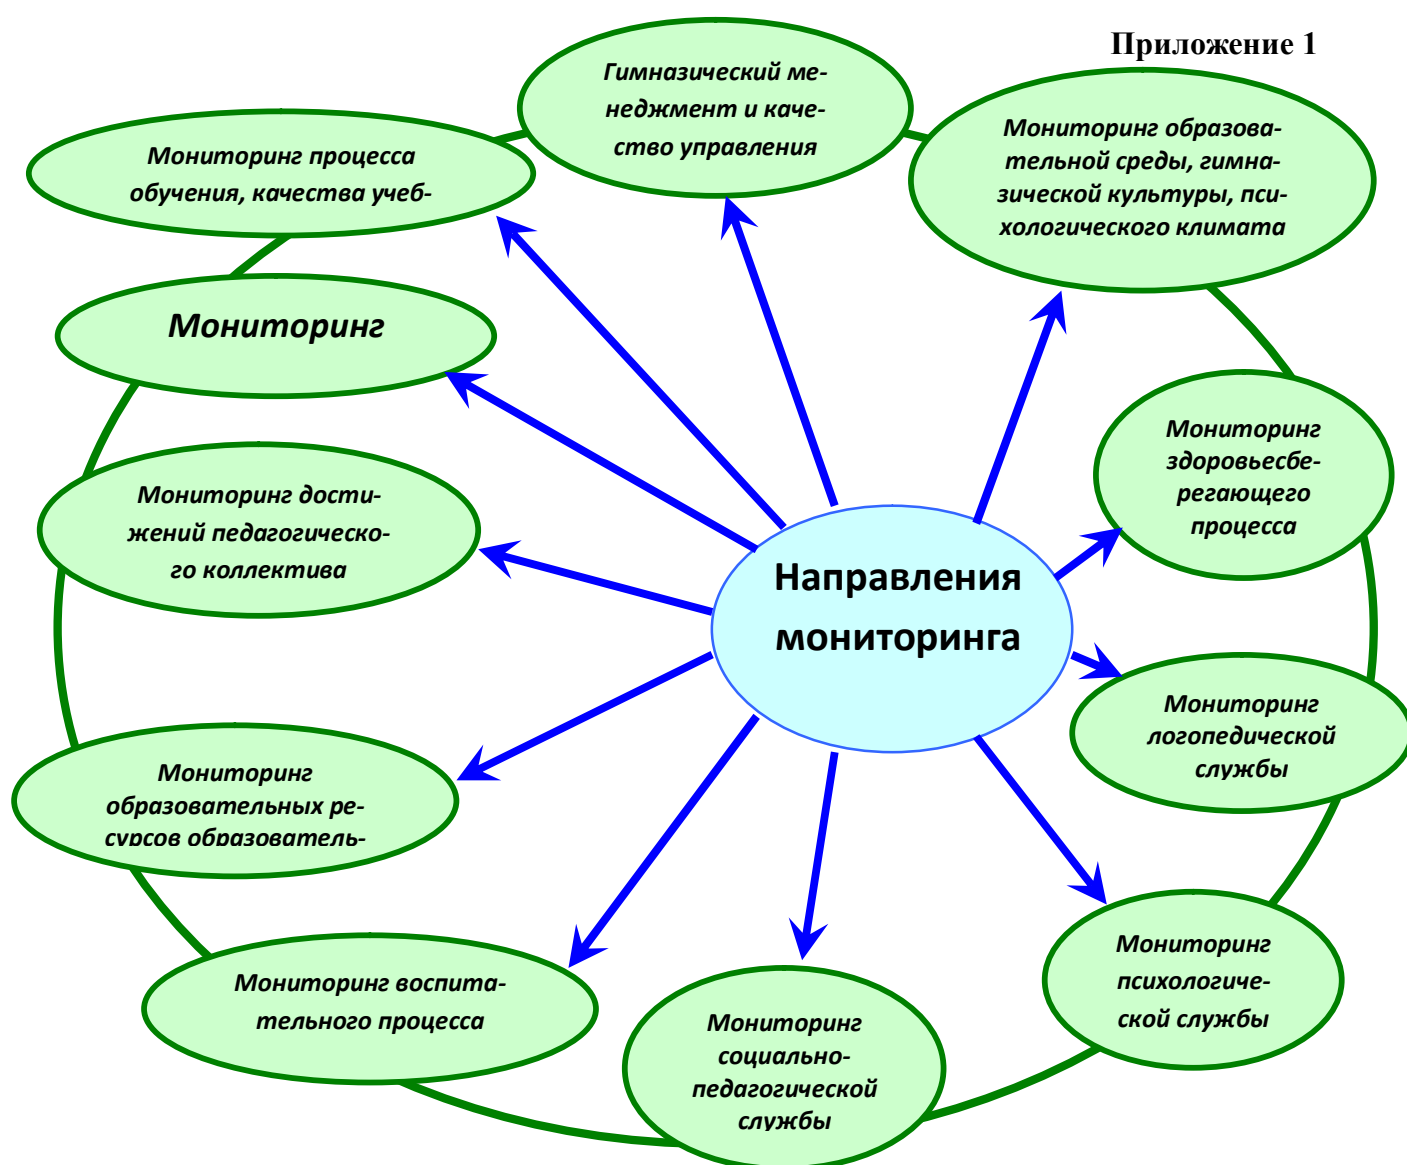 Приложение 1
Гимназический ме-
неджмент и каче-
ство управления
Мониторинг образова-
тельной среды, гимна-
зической культуры, пси-
хологического климата
Мониторинг процесса
обучения, качества учеб-
Мониторинг
Мониторинг
здоровьесбе-
регающего
процесса
Мониторинг дости-
жений педагогическо-
го коллектива
Направления
мониторинга
Мониторинг
логопедической
службы
Мониторинг
образовательных ре-
сурсов образователь-
Мониторинг
психологиче-
ской службы
Мониторинг воспита-
тельного процесса
Мониторинг
социально-
педагогической
службы